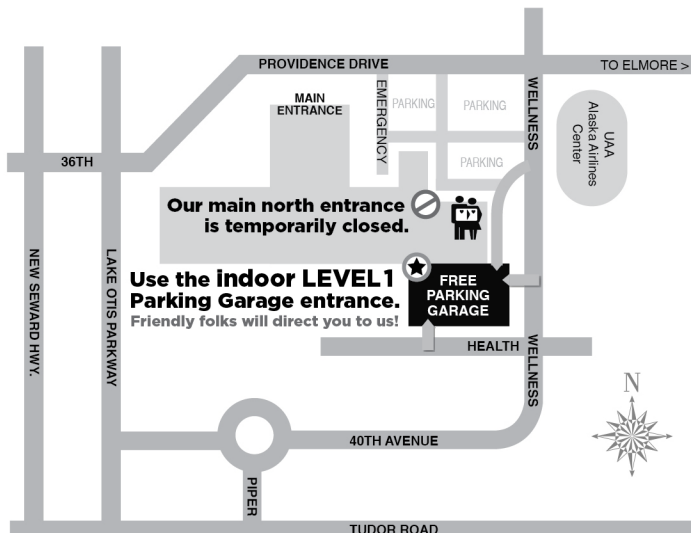 PROVIDENCE DRIVE
TO ELMORE >
MAIN
ENTRANCE
EMERGENCY
PARKING
PARKING
WELLNESS
UAA
Alaska Airlines
Center
36TH
PARKING
Our main north entrance
is temporarily closed.
NEW SEWARD HWY.
LAKE OTIS PARKWAY
Use the indoor LEVEL1
Parking Garage entrance.
Friendly folks will direct you to us!
FREE
PARKING
GARAGE
HEALTH
WELLNESS
N
40TH AVENUE
PIPER
TUDOR ROAD